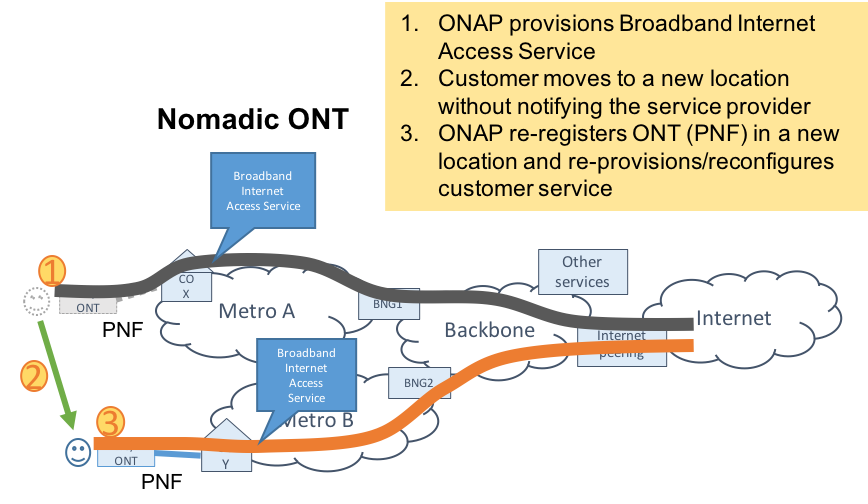 1. ONAP provisions Broadband Internet
Access Service
2. Customer moves to a new location
without notifying the service provider
3. ONAP re-registers ONT (PNF) in a new
location and re-provisions/reconfigures
customer service
Nomadic ONT
Broadband
Internet
Access Service
1
CO
X
ONT
PNF
Metro A
BNG1
Other
services
Backbone
Internet
Internet
peering
2
Broadband
Internet
Access
Service
BNG2
3
Metro B
ONT
Y
PNF